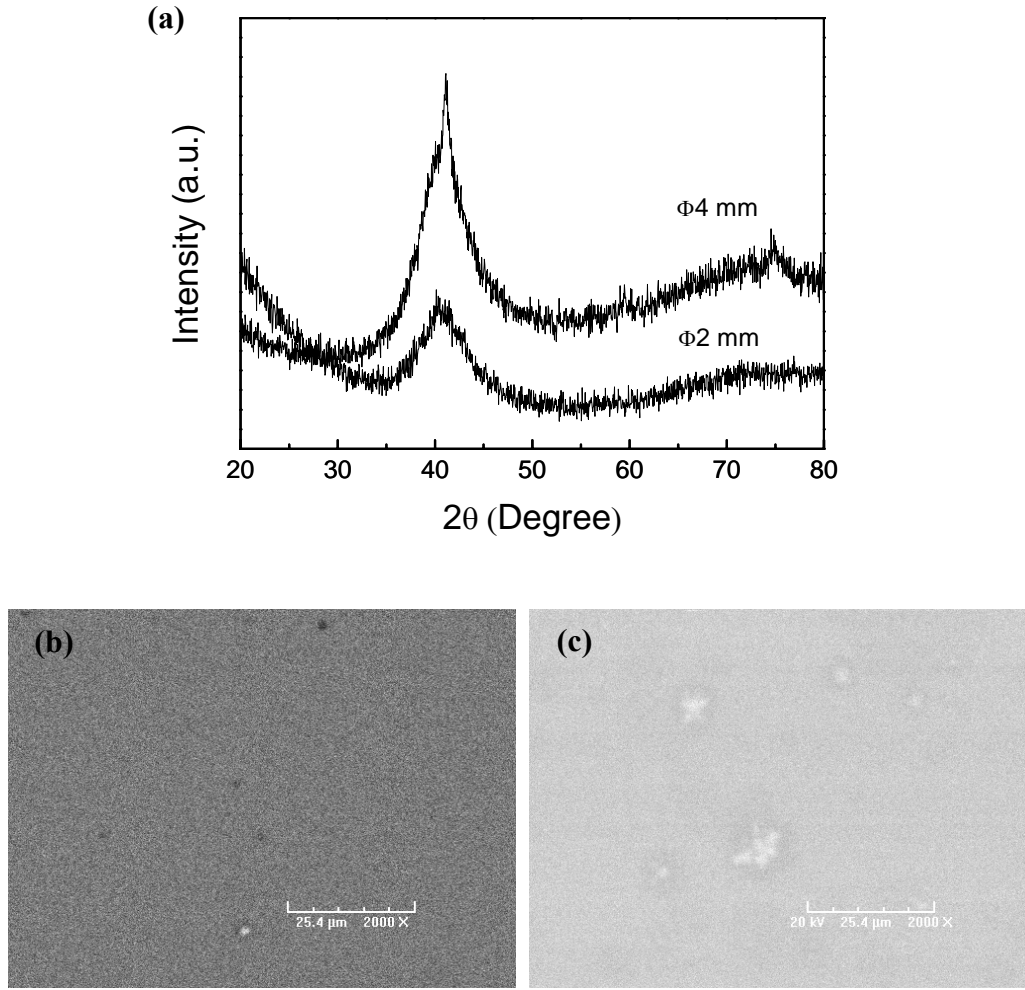 (a)
Intensity (a.u.)
Φ4 mm
Φ2 mm
20 30 40 50 60 70 80
2θ (Degree)
(b)
(c)
25.4 µm 2000 X
20 kV 25.4 µm 2000 X